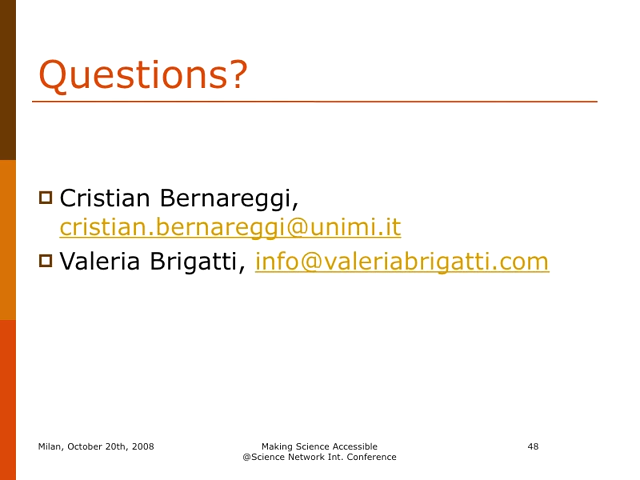 Questions?
Cristian Bernareggi,
cristian.bernareggi@unimi.it
Valeria Brigatti, info@valeriabrigatti.com
Milan, October 20th, 2008
Making Science Accessible
@Science Network Int. Conference
48